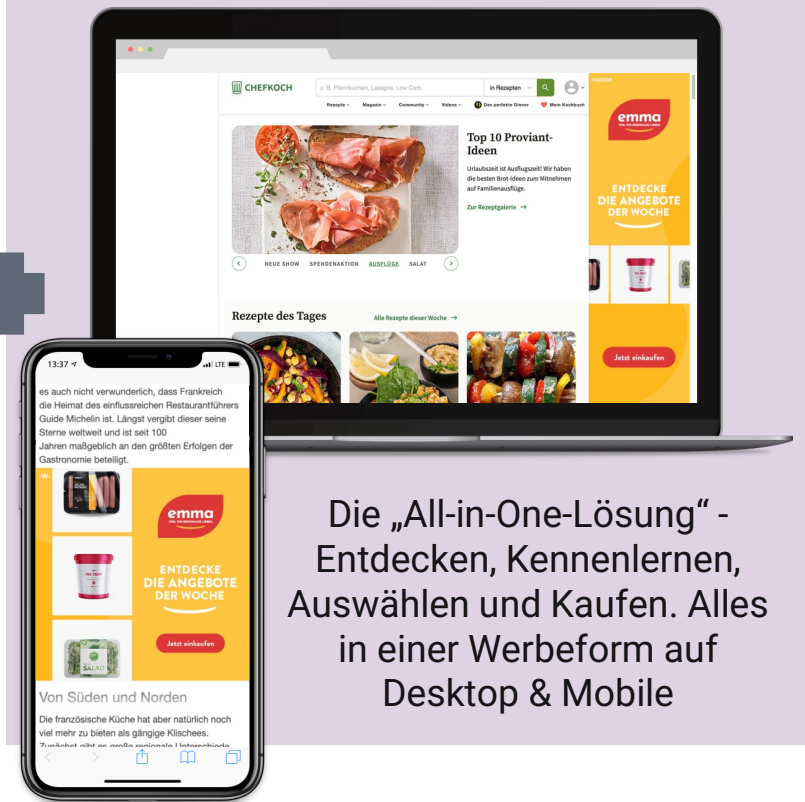 CHEFKOCH
z. B. Pfannkuchen, Lasagne, Low Carb
in Rezepten
Rezepte
Magazin
Community
Videos
Das perfekte Dinner
Mein Kochbuch
ANZEIGE
emma
ENTDECKE
DIE ANGEBOTE
DER WOCHE
Jetzt einkaufen
Top 10 Proviant-
Ideen
Urlaubszeit ist Ausflugszeit! Wir haben
die besten Brot-Ideen zum Mitnehmen
auf Familienausflüge.
Zur Rezeptgalerie →
NEUE SHOW
SPENDENAKTION
AUSFLÜGE
SALAT
Rezepte des Tages
Alle Rezepte dieser Woche →
13:37
LTE
es auch nicht verwunderlich, dass Frankreich
die Heimat des einflussreichen Restaurantführers
Guide Michelin ist. Längst vergibt dieser seine
Sterne weltweit und ist seit 100
Jahren maßgeblich an den größten Erfolgen der
Gastronomie beteiligt.
-W-
emma
ENTDECKE
DIE ANGEBOTE
DER WOCHE
Jetzt einkaufen
SALAD
Von Süden und Norden
Die französische Küche hat aber natürlich noch
viel mehr zu bieten als gängige Klischees.
Zunächst gibt es große regionale Unterschiede
Die „All-in-One-Lösung“ -
Entdecken, Kennenlernen,
Auswählen und Kaufen. Alles
in einer Werbeform auf
Desktop & Mobile